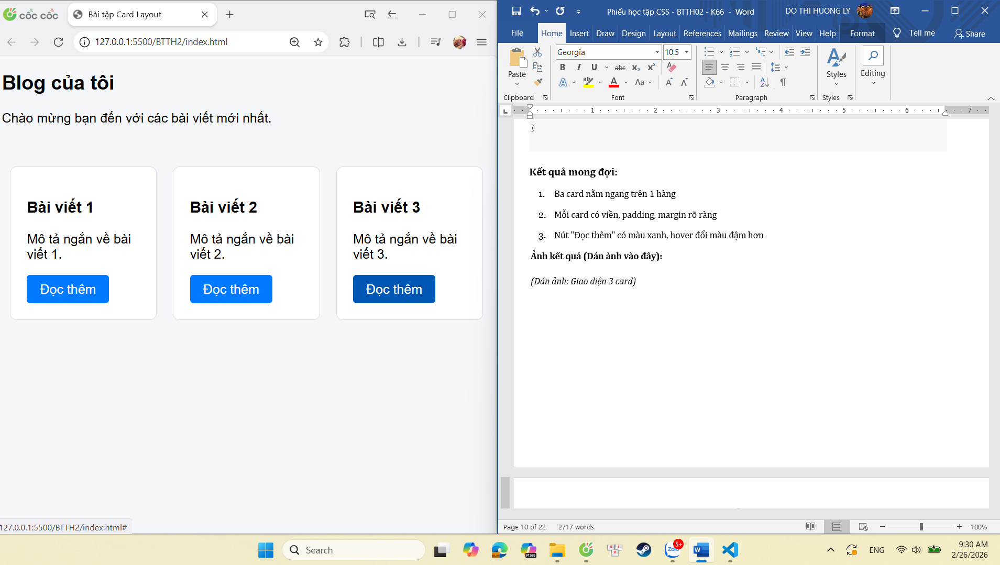 cốc cốc
Bài tập Card Layout
127.0.0.1:5500/BTTH2/index.html
Blog của tôi
Chào mừng bạn đến với các bài viết mới nhất.
Bài viết 1
Mô tả ngắn về bài
viết 1.
Đọc thêm
Bài viết 2
Mô tả ngắn về bài
viết 2.
Đọc thêm
Bài viết 3
Mô tả ngắn về bài
viết 3.
Đọc thêm
127.0.0.1:5500/BTTH2/index.html#
Phiếu học tập CSS - BTTH02 - K66 - Word
DO THI HUONG LY
File Home Insert Draw Design Layout References Mailings Review View Help Format Tell me Share
Paste
Clipboard
Georgia 10.5
B I U abc X₂ X²
A ab A Aa A A
Font
Paragraph
Styles
Styles
Editing
1 2 3 4 5 6 7
}
Kết quả mong đợi:
1. Ba card nằm ngang trên 1 hàng
2. Mỗi card có viền, padding, margin rõ ràng
3. Nút "Đọc thêm" có màu xanh, hover đổi màu đậm hơn
Ảnh kết quả (Dán ảnh vào đây):
(Dán ảnh: Giao diện 3 card)
Page 10 of 22 2717 words
100%
Search
M365
Zalo
5+
ENG
9:30 AM
2/26/2026